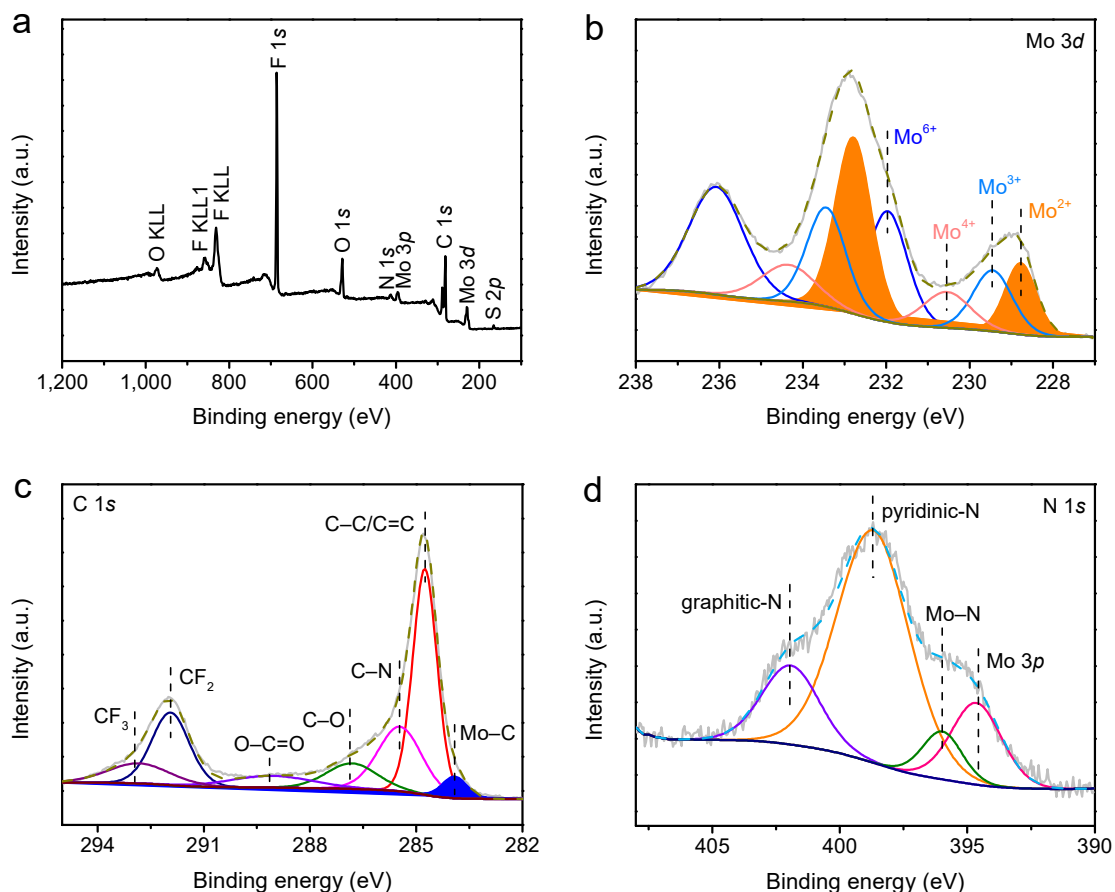 a
Intensity (a.u.)
O KLL
F KLL1
F KLL
F 1s
O 1s
N 1s
Mo 3p
C 1s
Mo 3d
S 2p
1,200 1,000 800 600 400 200
Binding energy (eV)
b
Mo 3d
Intensity (a.u.)
Mo⁶⁺
Mo⁴⁺
Mo³⁺
Mo²⁺
238 236 234 232 230 228
Binding energy (eV)
c
C 1s
Intensity (a.u.)
CF₃
CF₂
O–C=O
C–O
C–N
C–C/C=C
Mo–C
294 291 288 285 282
Binding energy (eV)
d
N 1s
Intensity (a.u.)
graphitic-N
pyridinic-N
Mo–N
Mo 3p
405 400 395 390
Binding energy (eV)